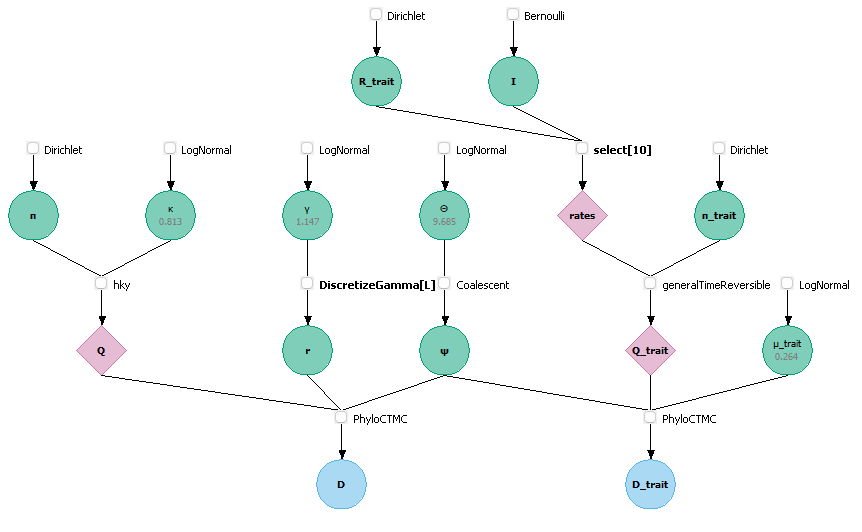 Dirichlet
Bernoulli
R_trait
I
Dirichlet
LogNormal
LogNormal
LogNormal
select[10]
Dirichlet
π
κ
0.813
γ
1.147
Θ
9.685
rates
π_trait
hky
DiscretizeGamma[L]
Coalescent
generalTimeReversible
LogNormal
Q
r
ψ
Q_trait
μ_trait
0.264
PhyloCTMC
PhyloCTMC
D
D_trait